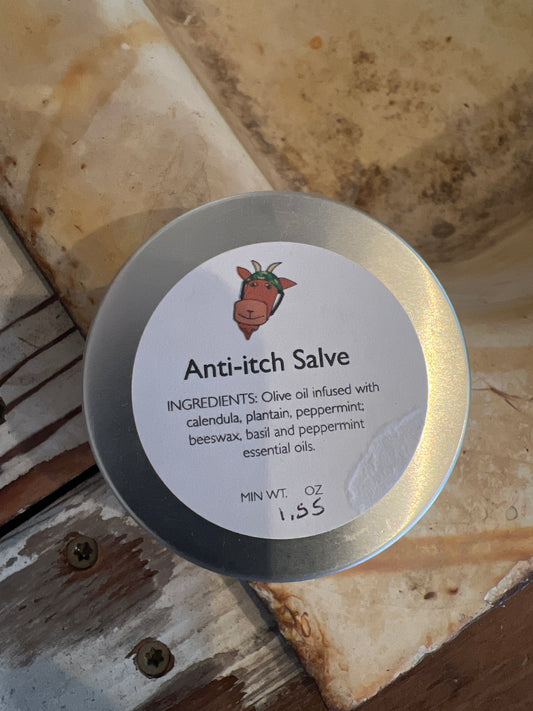 Anti-itch Salve
INGREDIENTS: Olive oil infused with
calendula, plantain, peppermint;
beeswax, basil and peppermint
essential oils.
MIN WT. OZ
1.55